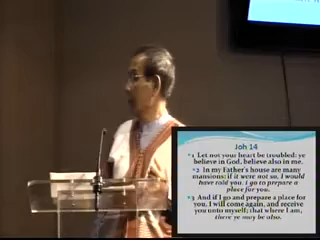 Joh 14
1 Let not your heart be troubled: ye
believe in God, believe also in me.
2 In my Father's house are many
mansions: if it were not so, I would
have told you. I go to prepare a
place for you.
3 And if I go and prepare a place for
you, I will come again, and receive
you unto myself; that where I am,
there ye may be also.